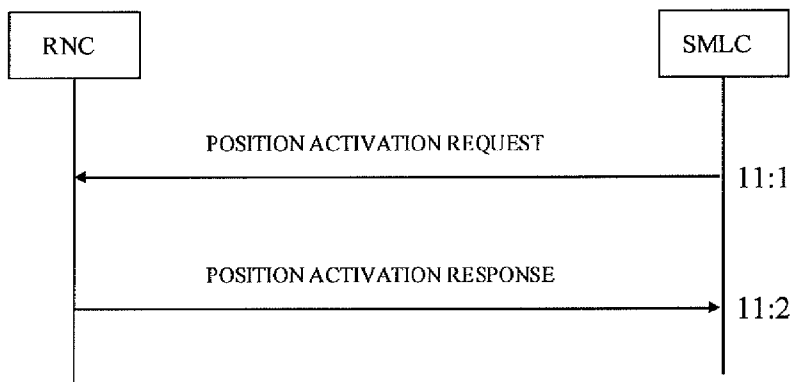 RNC
SMLC
POSITION ACTIVATION REQUEST
11:1
POSITION ACTIVATION RESPONSE
11:2